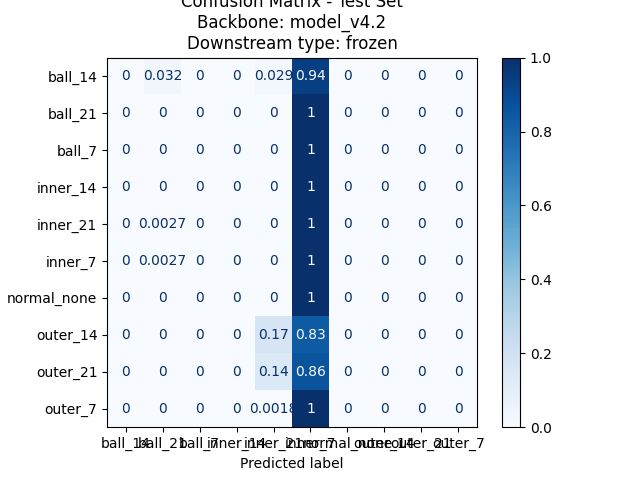 Confusion Matrix - Test Set
Backbone: model_v4.2
Downstream type: frozen
ball_14 0 0.032 0 0 0.029 0.94 0 0 0 0
ball_21 0 0 0 0 0 1 0 0 0 0
ball_7 0 0 0 0 0 1 0 0 0 0
inner_14 0 0 0 0 0 1 0 0 0 0
inner_21 0 0.0027 0 0 0 1 0 0 0 0
inner_7 0 0.0027 0 0 0 1 0 0 0 0
normal_none 0 0 0 0 0 1 0 0 0 0
outer_14 0 0 0 0 0.17 0.83 0 0 0 0
outer_21 0 0 0 0 0.14 0.86 0 0 0 0
outer_7 0 0 0 0 0.0018 1 0 0 0 0
ball_14 ball_21 ball_7 inner_14 inner_21 inner_7 normal_none outer_14 outer_21 outer_7
Predicted label
1.0
0.8
0.6
0.4
0.2
0.0